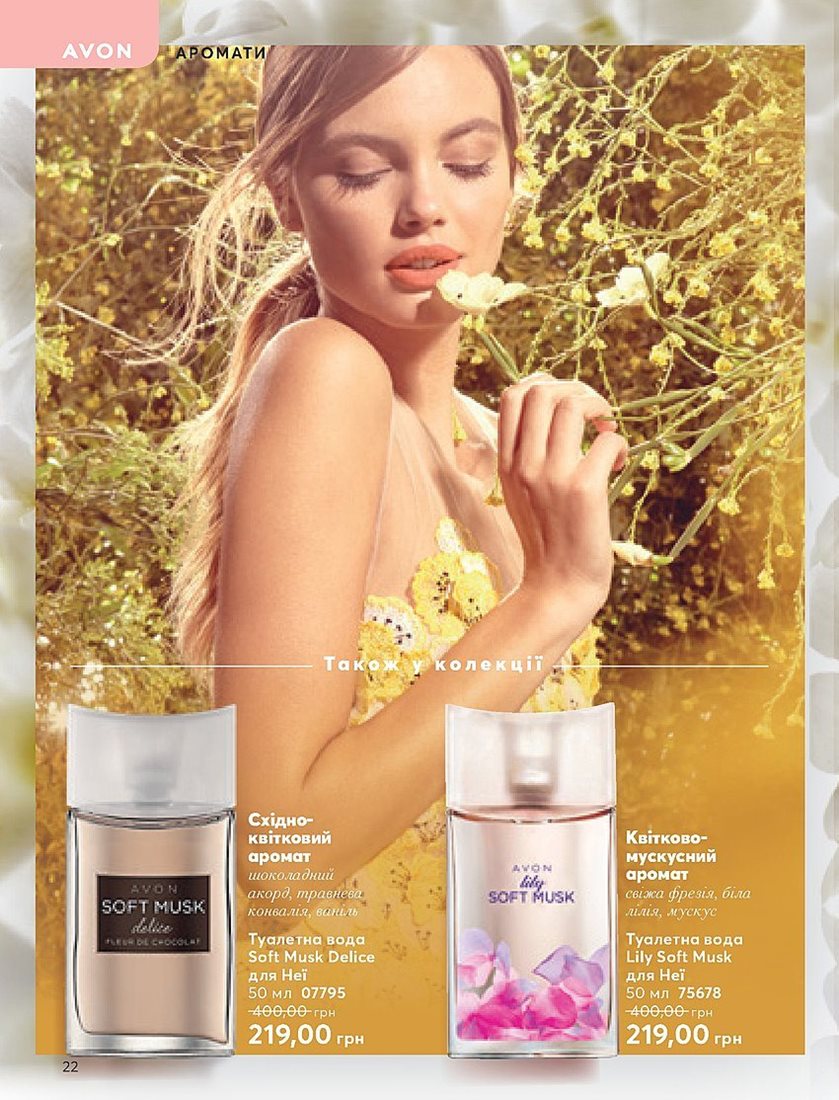 AVON
АРОМАТИ
Також у колекції
AVON
SOFT MUSK
delice
FLEUR DE CHOCOLAT
Східно-
квітковий
аромат
шоколадний
акорд, травнева
конвалія, ваніль
Туалетна вода
Soft Musk Delice
для Неї
50 мл 07795
400,00 грн
219,00 грн
AVON
lily
SOFT MUSK
Квітково-
мускусний
аромат
свіжа фрезія, біла
лілія, мускус
Туалетна вода
Lily Soft Musk
для Неї
50 мл 75678
400,00 грн
219,00 грн
22